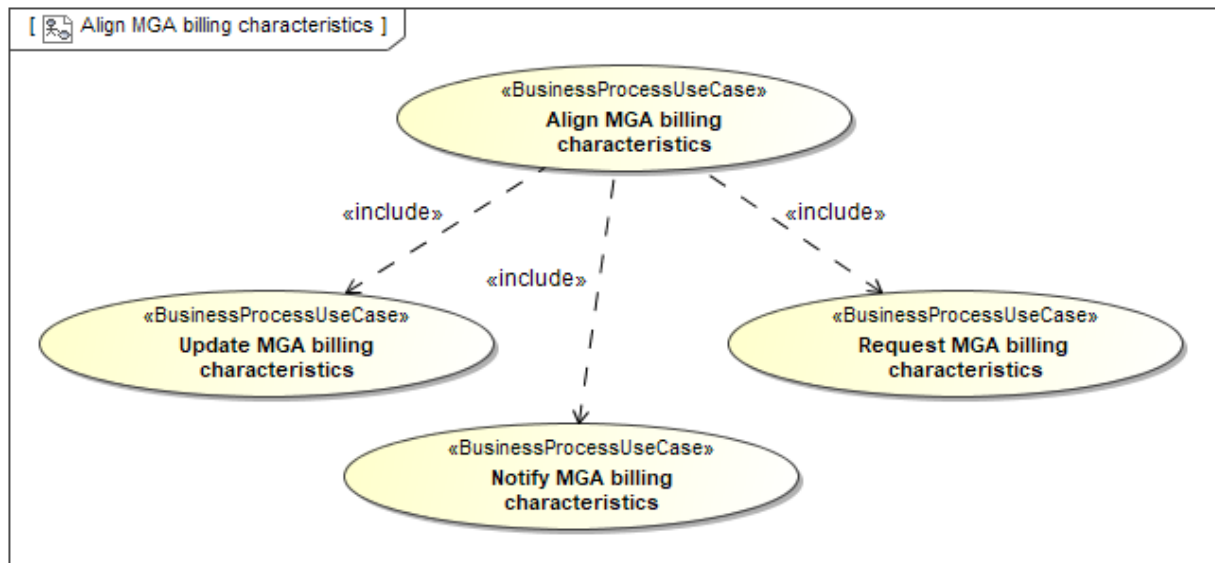 [ Align MGA billing characteristics ]
«BusinessProcessUseCase»
Align MGA billing
characteristics
«include»
«include»
«include»
«BusinessProcessUseCase»
Update MGA billing
characteristics
«BusinessProcessUseCase»
Request MGA billing
characteristics
«BusinessProcessUseCase»
Notify MGA billing
characteristics